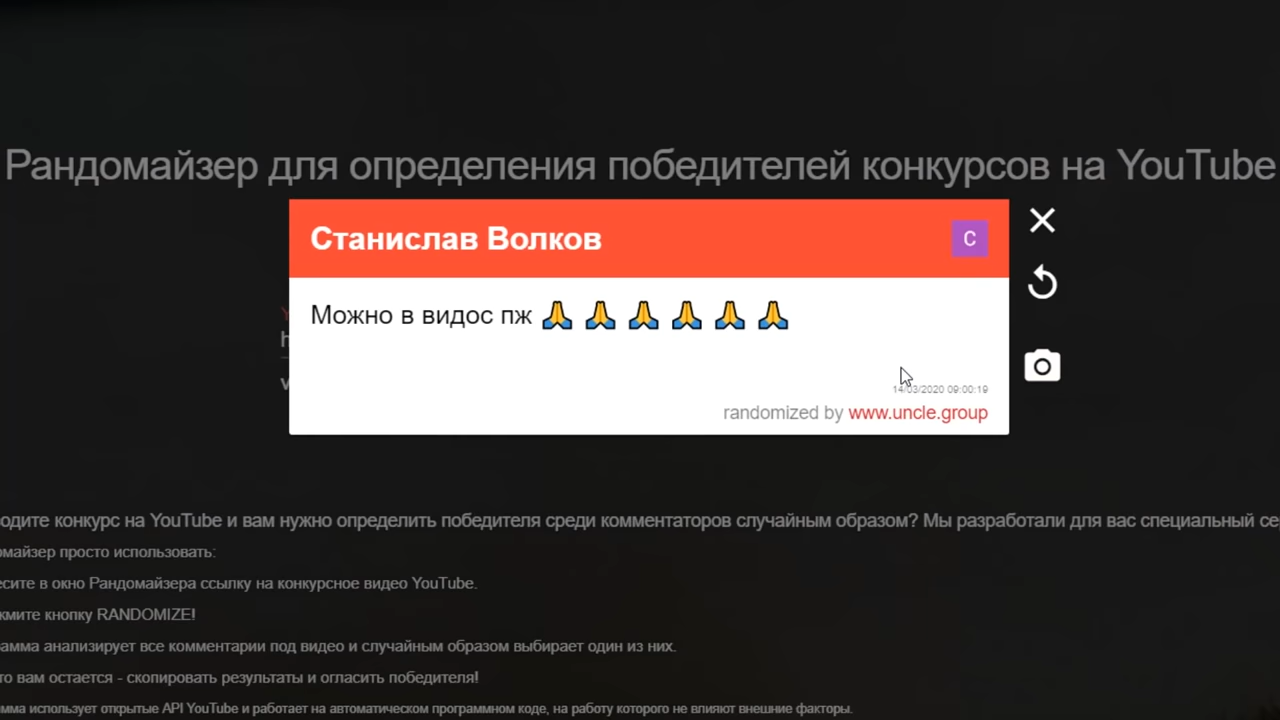 Рандомайзер для определения победителей конкурсов на YouTube
Станислав Волков
С
Можно в видос пж 🙏 🙏 🙏 🙏 🙏 🙏
14/03/2020 09:00:19
randomized by www.uncle.group
одите конкурс на YouTube и вам нужно определить победителя среди комментаторов случайным образом? Мы разработали для вас специальный се
омайзер просто использовать:
есите в окно Рандомайзера ссылку на конкурсное видео YouTube.
жмите кнопку RANDOMIZE!
рамма анализирует все комментарии под видео и случайным образом выбирает один из них.
то вам остается - скопировать результаты и огласить победителя!
мма использует открытые API YouTube и работает на автоматическом программном коде, на работу которого не влияют внешние факторы.